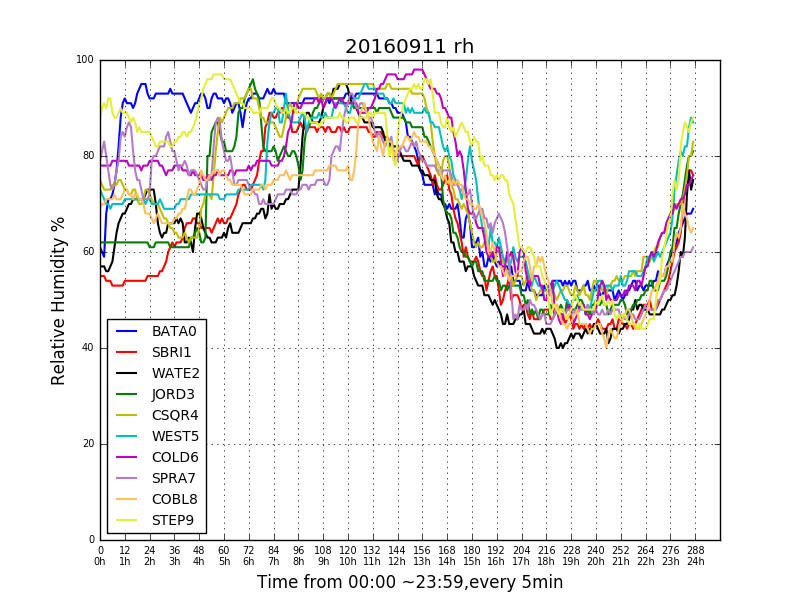 20160911 rh
100
80
60
40
20
0
Relative Humidity %
BATA0
SBRI1
WATE2
JORD3
CSQR4
WEST5
COLD6
SPRA7
COBL8
STEP9
0 12 24 36 48 60 72 84 96 108 120 132 144 156 168 180 192 204 216 228 240 252 264 276 288
0h 1h 2h 3h 4h 5h 6h 7h 8h 9h 10h 11h 12h 13h 14h 15h 16h 17h 18h 19h 20h 21h 22h 23h 24h
Time from 00:00 ~23:59,every 5min